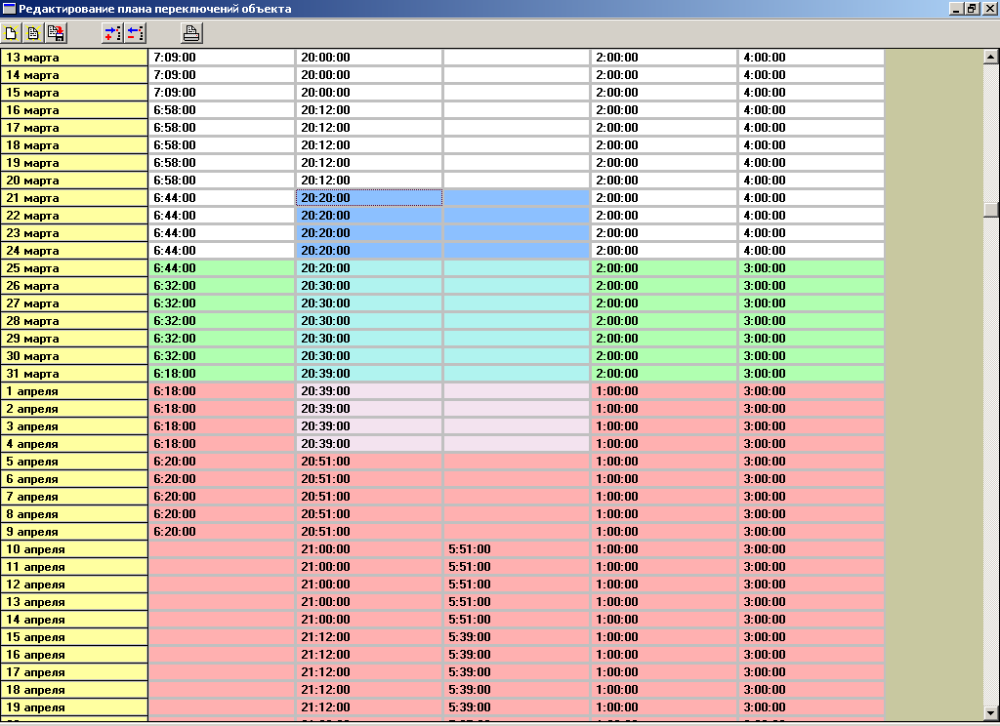 Редактирование плана переключений объекта
13 марта 7:09:00 20:00:00 2:00:00 4:00:00
14 марта 7:09:00 20:00:00 2:00:00 4:00:00
15 марта 7:09:00 20:00:00 2:00:00 4:00:00
16 марта 6:58:00 20:12:00 2:00:00 4:00:00
17 марта 6:58:00 20:12:00 2:00:00 4:00:00
18 марта 6:58:00 20:12:00 2:00:00 4:00:00
19 марта 6:58:00 20:12:00 2:00:00 4:00:00
20 марта 6:58:00 20:12:00 2:00:00 4:00:00
21 марта 6:44:00 20:20:00 2:00:00 4:00:00
22 марта 6:44:00 20:20:00 2:00:00 4:00:00
23 марта 6:44:00 20:20:00 2:00:00 4:00:00
24 марта 6:44:00 20:20:00 2:00:00 4:00:00
25 марта 6:44:00 20:20:00 2:00:00 3:00:00
26 марта 6:32:00 20:30:00 2:00:00 3:00:00
27 марта 6:32:00 20:30:00 2:00:00 3:00:00
28 марта 6:32:00 20:30:00 2:00:00 3:00:00
29 марта 6:32:00 20:30:00 2:00:00 3:00:00
30 марта 6:32:00 20:30:00 2:00:00 3:00:00
31 марта 6:18:00 20:39:00 2:00:00 3:00:00
1 апреля 6:18:00 20:39:00 1:00:00 3:00:00
2 апреля 6:18:00 20:39:00 1:00:00 3:00:00
3 апреля 6:18:00 20:39:00 1:00:00 3:00:00
4 апреля 6:18:00 20:39:00 1:00:00 3:00:00
5 апреля 6:20:00 20:51:00 1:00:00 3:00:00
6 апреля 6:20:00 20:51:00 1:00:00 3:00:00
7 апреля 6:20:00 20:51:00 1:00:00 3:00:00
8 апреля 6:20:00 20:51:00 1:00:00 3:00:00
9 апреля 6:20:00 20:51:00 1:00:00 3:00:00
10 апреля 21:00:00 5:51:00 1:00:00 3:00:00
11 апреля 21:00:00 5:51:00 1:00:00 3:00:00
12 апреля 21:00:00 5:51:00 1:00:00 3:00:00
13 апреля 21:00:00 5:51:00 1:00:00 3:00:00
14 апреля 21:00:00 5:51:00 1:00:00 3:00:00
15 апреля 21:12:00 5:39:00 1:00:00 3:00:00
16 апреля 21:12:00 5:39:00 1:00:00 3:00:00
17 апреля 21:12:00 5:39:00 1:00:00 3:00:00
18 апреля 21:12:00 5:39:00 1:00:00 3:00:00
19 апреля 21:12:00 5:39:00 1:00:00 3:00:00